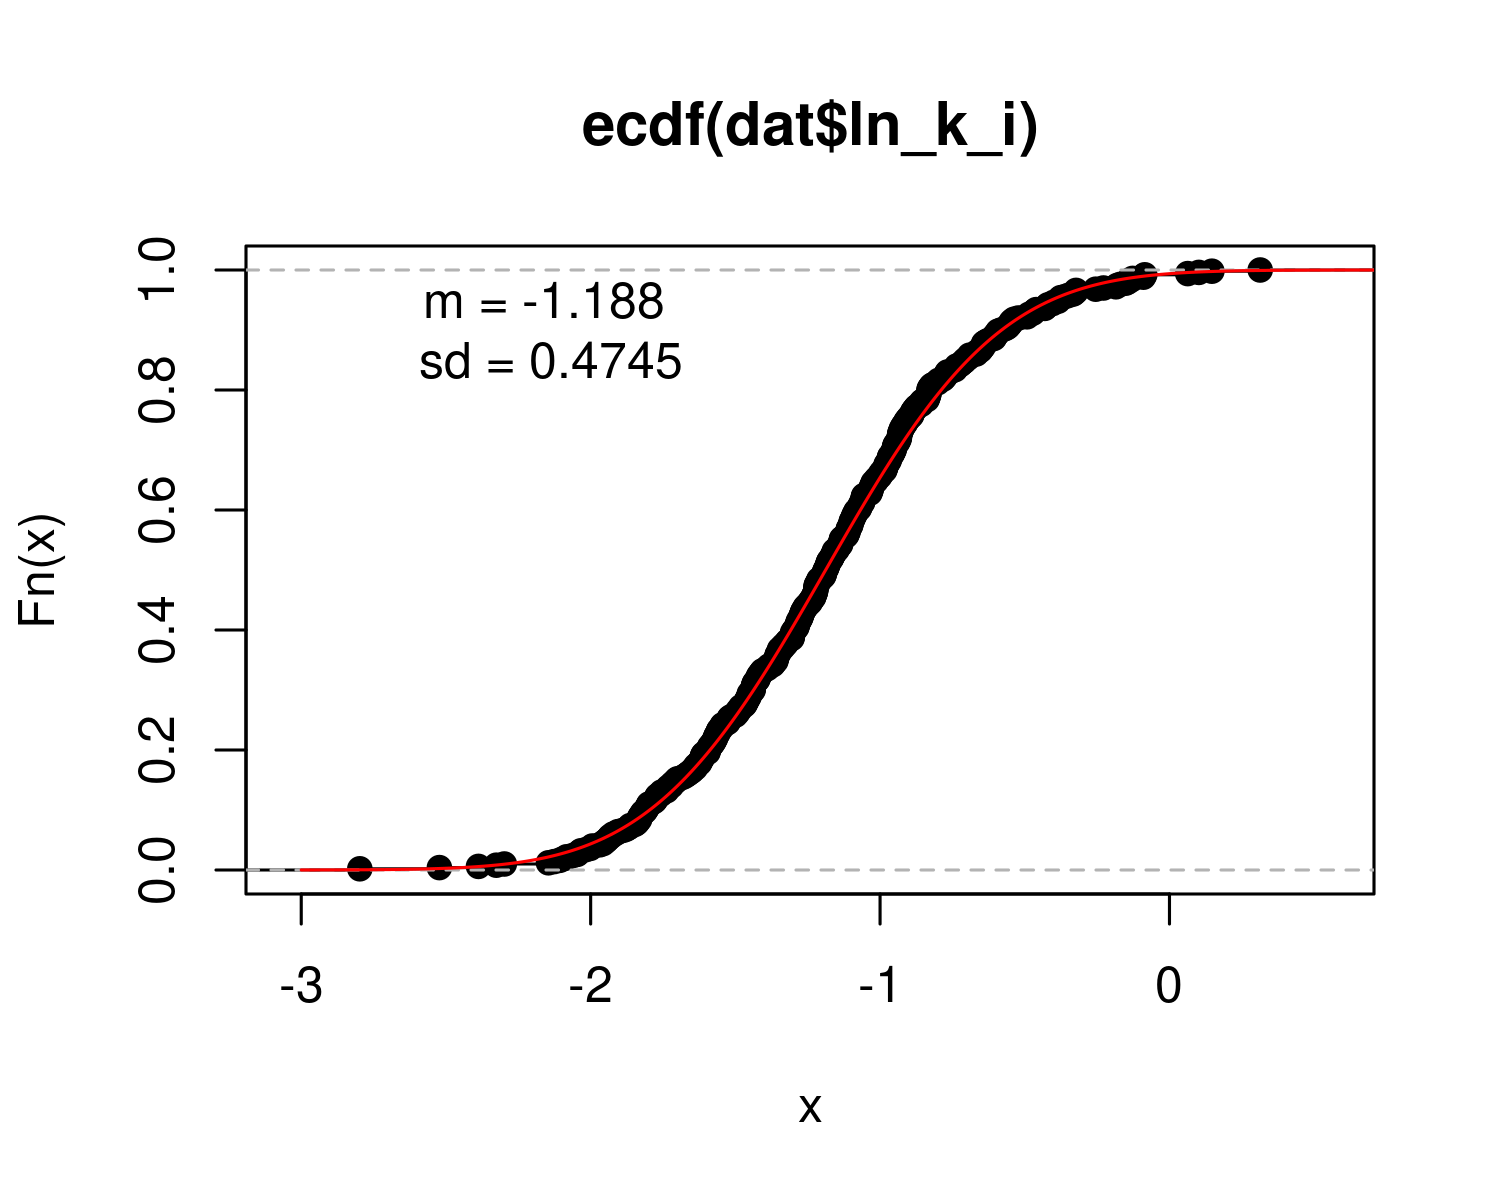 ecdf(dat$ln_k_i)
m = -1.188
sd = 0.4745
Fn(x)
1.0
0.8
0.6
0.4
0.2
0.0
-3 -2 -1 0
x